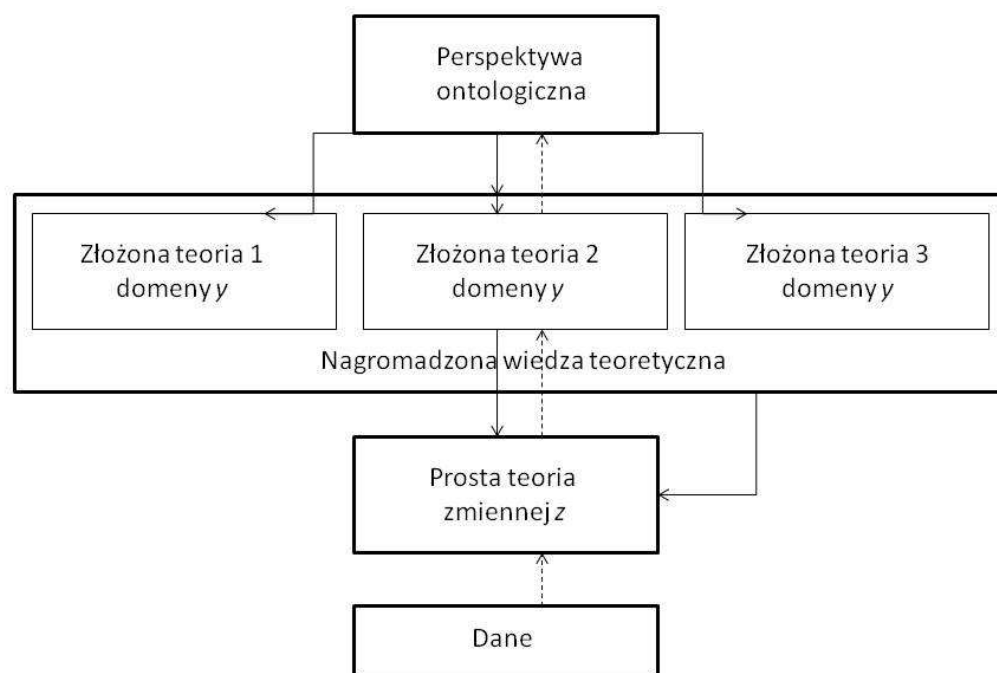 Perspektywa
ontologiczna
Złożona teoria 1
domeny y
Złożona teoria 2
domeny y
Złożona teoria 3
domeny y
Nagromadzona wiedza teoretyczna
Prosta teoria
zmiennej z
Dane